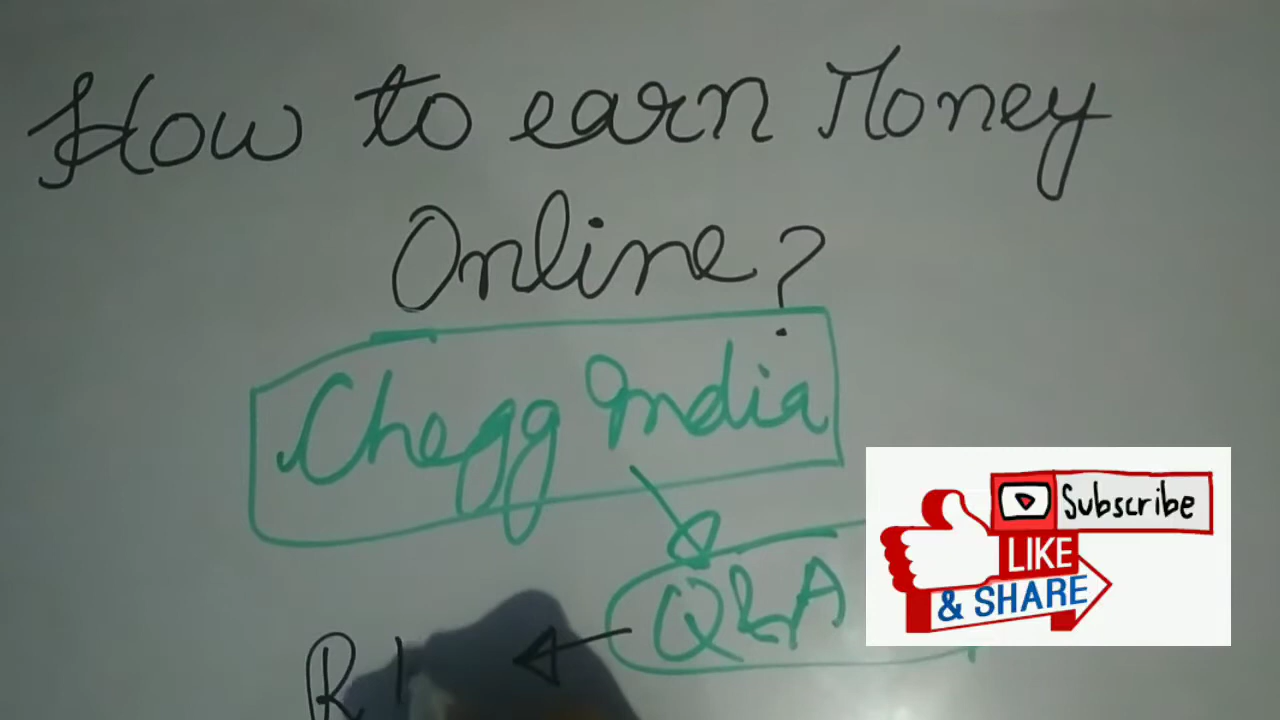 How to earn Money
Online?
Chegg India
Q&A
Subscribe
LIKE
& SHARE